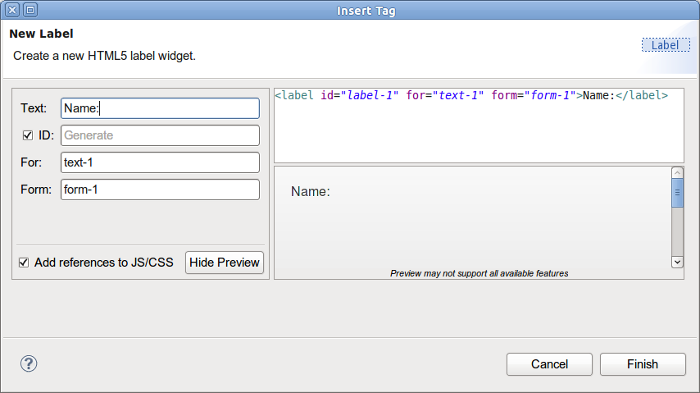 Insert Tag
New Label
Create a new HTML5 label widget.
Label
Text: Name:
ID: Generate
For: text-1
Form: form-1
Add references to JS/CSS Hide Preview
<label id="label-1" for="text-1" form="form-1">Name:</label>
Name:
Preview may not support all available features
?
Cancel Finish